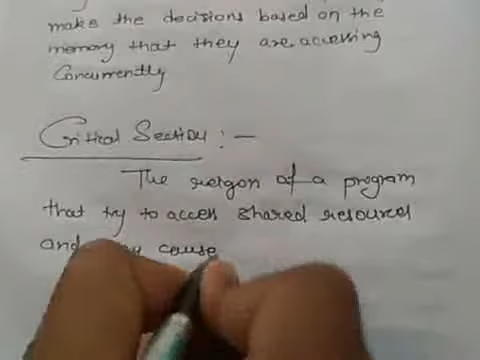 make the decisions based on the
memory that they are accessing
Concurrently
Critical Section : -
The reigon of a program
that try to access shared resources
and cause